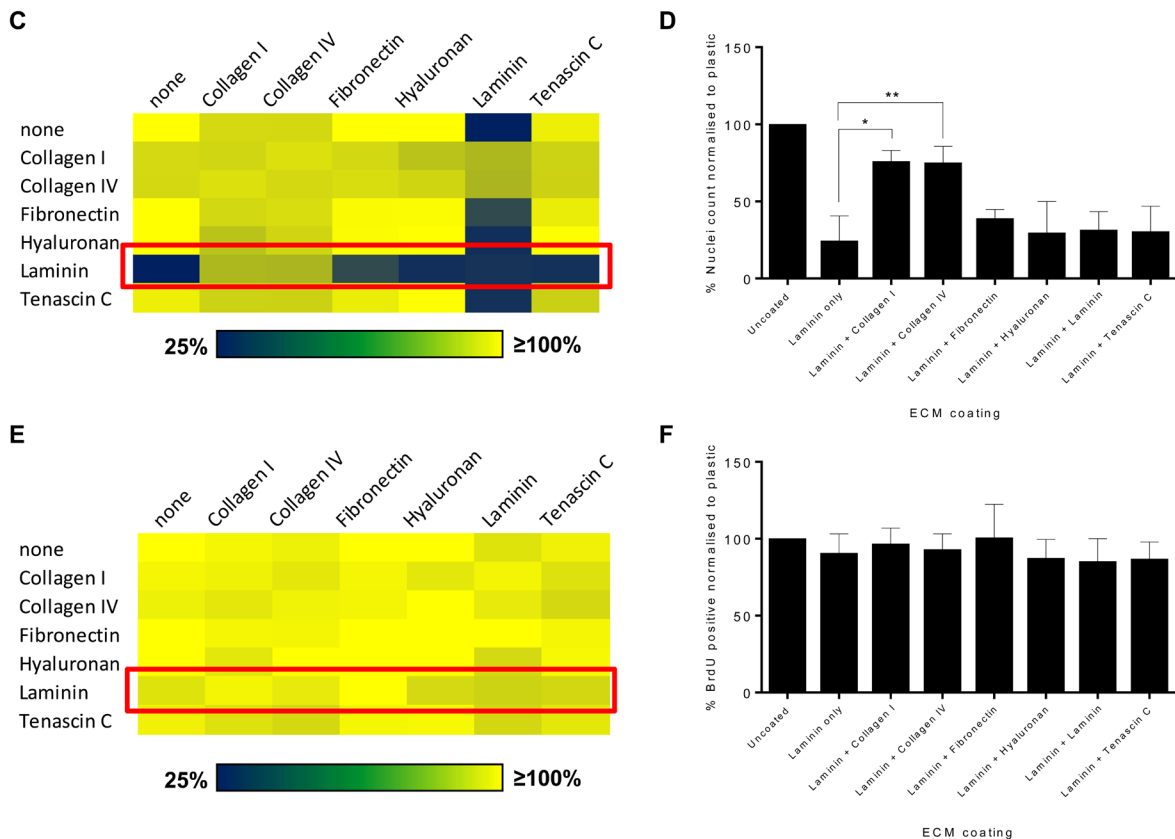 C
none Collagen I Collagen IV Fibronectin Hyaluronan Laminin Tenascin C
none
Collagen I
Collagen IV
Fibronectin
Hyaluronan
Laminin
Tenascin C
25% ≥100%
D
% Nuclei count normalised to plastic
150
100
50
0
* **
Uncoated
Laminin only
Laminin + Collagen I
Laminin + Collagen IV
Laminin + Fibronectin
Laminin + Hyaluronan
Laminin + Laminin
Laminin + Tenascin C
ECM coating
E
none Collagen I Collagen IV Fibronectin Hyaluronan Laminin Tenascin C
none
Collagen I
Collagen IV
Fibronectin
Hyaluronan
Laminin
Tenascin C
25% ≥100%
F
% BrdU positive normalised to plastic
150
100
50
0
Uncoated
Laminin only
Laminin + Collagen I
Laminin + Collagen IV
Laminin + Fibronectin
Laminin + Hyaluronan
Laminin + Laminin
Laminin + Tenascin C
ECM coating